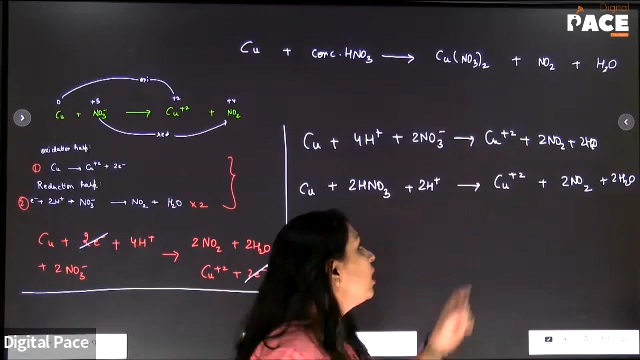 Digital
PACE
Cu + conc. HNO₃ ⟶ Cu(NO₃)₂ + NO₂ + H₂O
oxi
0 +5 +2 +4
Cu + NO₃⁻ ⟶ Cu⁺² + NO₂
red
oxidation half:
① Cu ⟶ Cu⁺² + 2e⁻
Reduction half:
② e⁻ + 2H⁺ + NO₃⁻ ⟶ NO₂ + H₂O × 2
Cu + 2e⁻ + 4H⁺ ⟶ 2NO₂ + 2H₂O
+ 2NO₃⁻ Cu⁺² + 2e⁻
Cu + 4H⁺ + 2NO₃⁻ ⟶ Cu⁺² + 2NO₂ + 2H₂O
Cu + 2HNO₃ + 2H⁺ ⟶ Cu⁺² + 2NO₂ + 2H₂O
Digital Pace